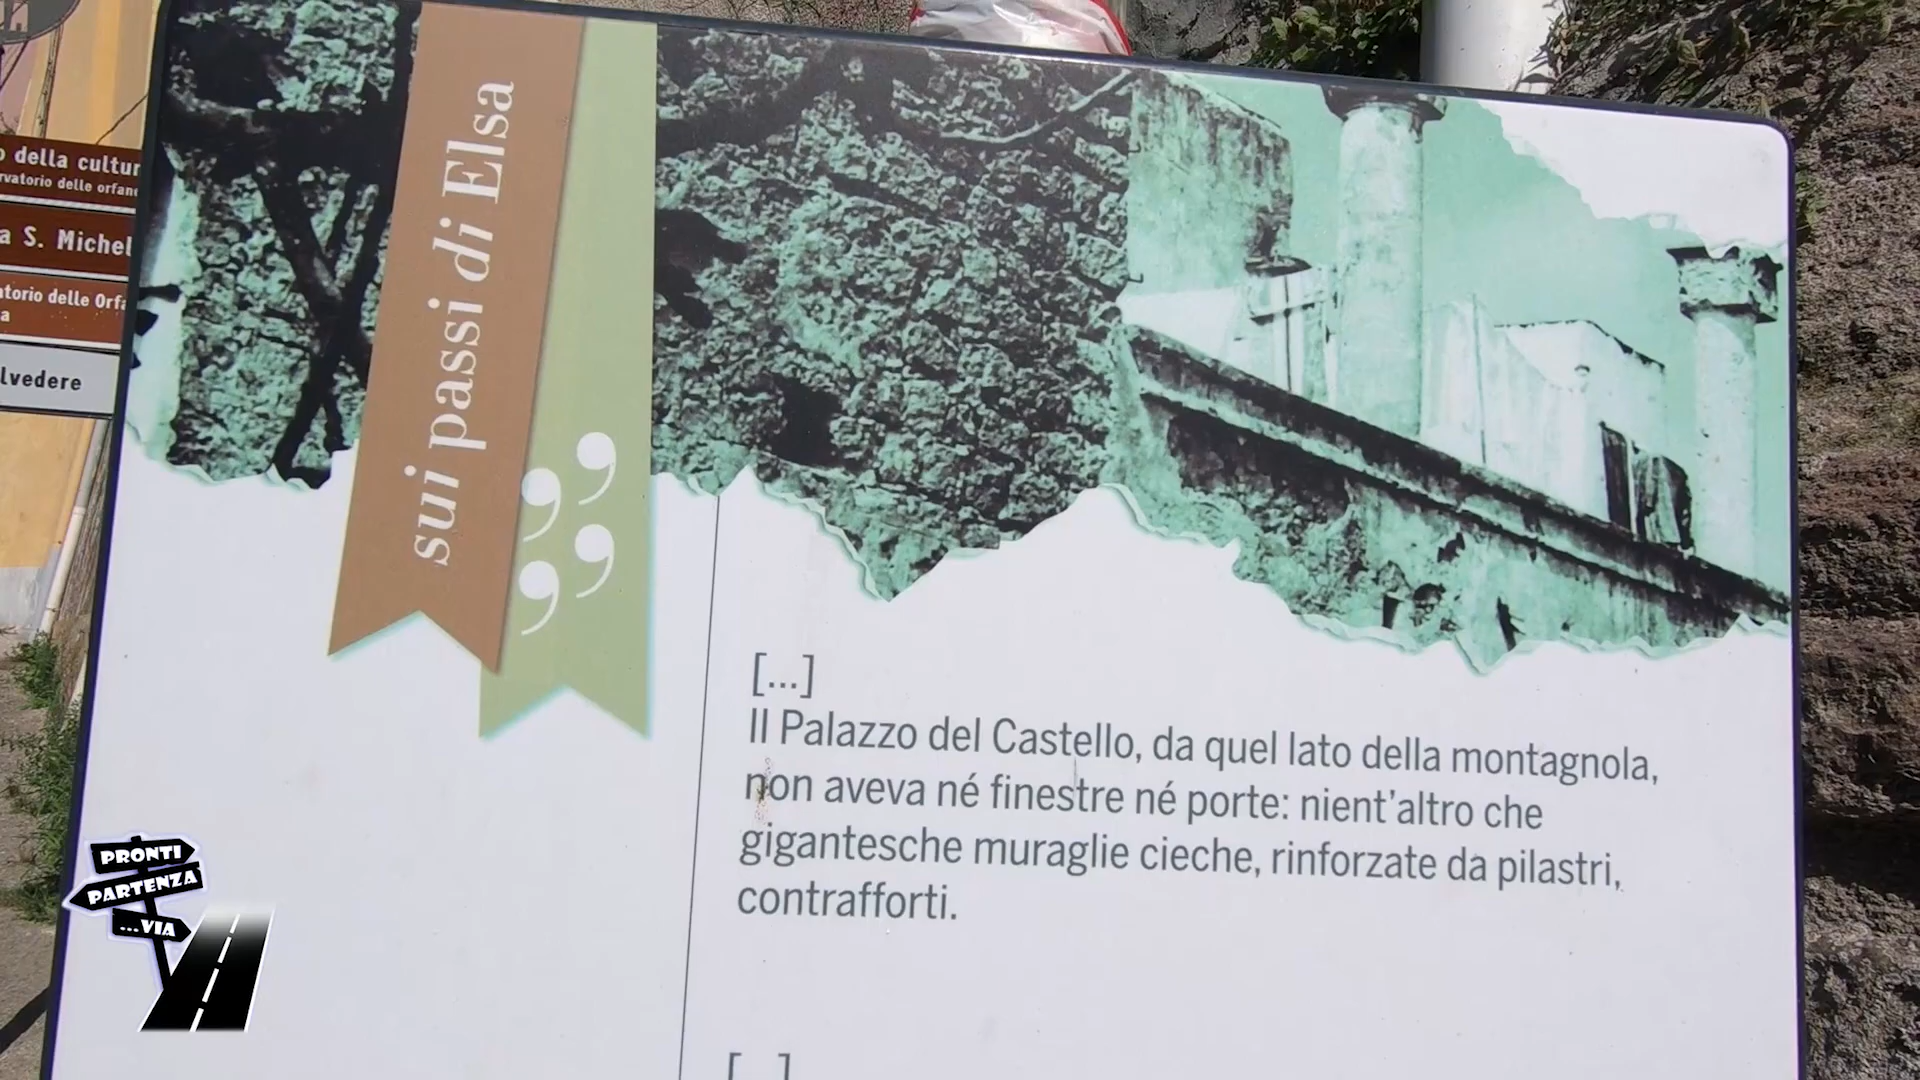 o della cultur
rvatorio delle orfane
a S. Michel
atorio delle Orfa
a
lvedere
sui passi di Elsa
[...]
Il Palazzo del Castello, da quel lato della montagnola,
non aveva né finestre né porte: nient'altro che
gigantesche muraglie cieche, rinforzate da pilastri,
contrafforti.
PRONTI
PARTENZA
...VIA